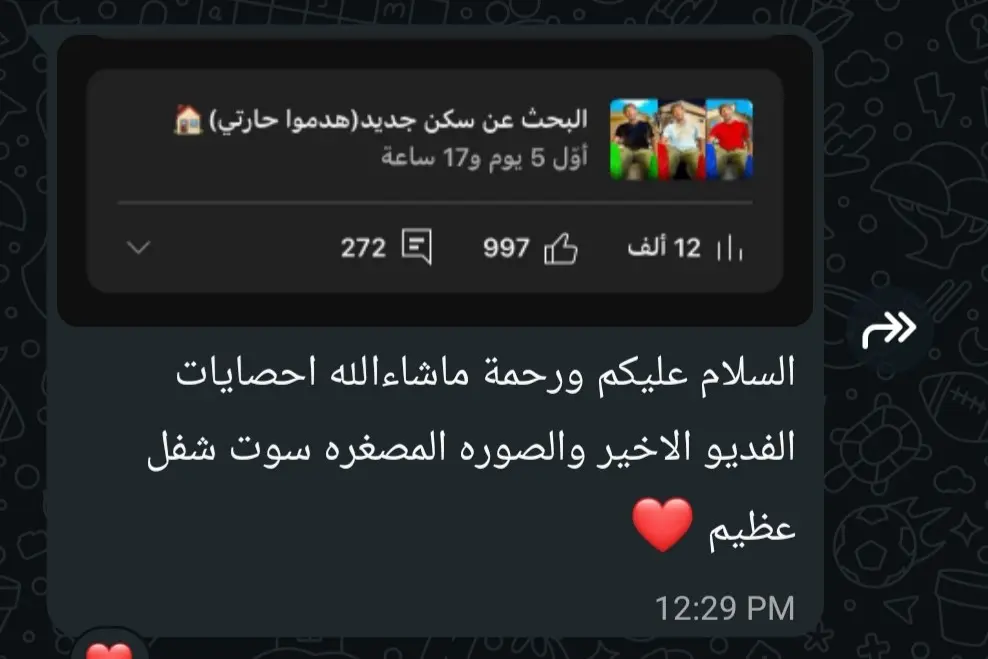 البحث عن سكن جديد(هدموا حارتي)🏠
أوّل 5 يوم و17 ساعة
12 ألف 997 272
السلام عليكم ورحمة ماشاءالله احصايات
الفديو الاخير والصوره المصغره سوت شفل
عظيم ❤️
12:29 PM